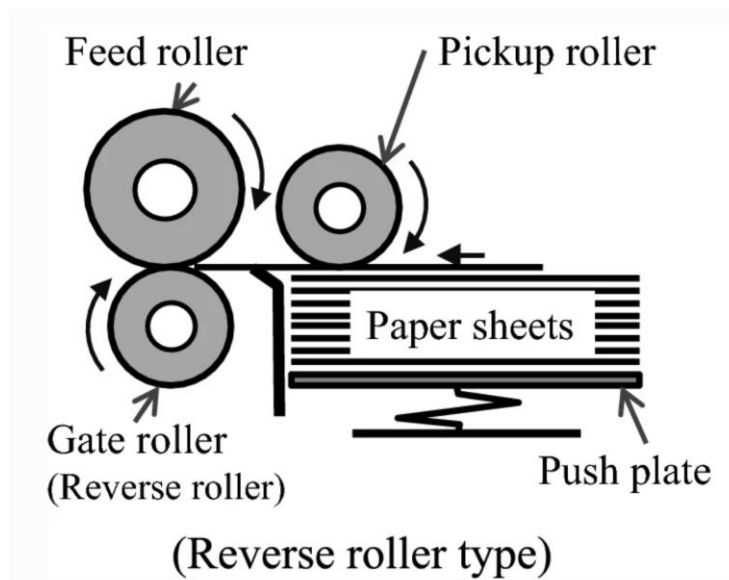 Feed roller
Pickup roller
Paper sheets
Gate roller
(Reverse roller)
Push plate
(Reverse roller type)